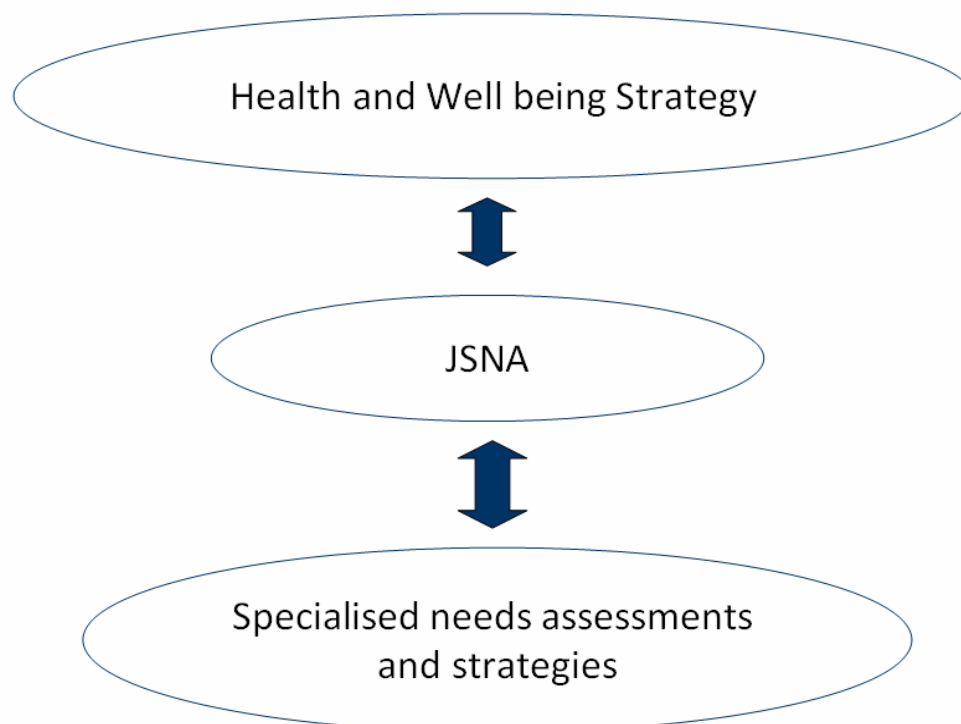 Health and Well being Strategy
JSNA
Specialised needs assessments
and strategies